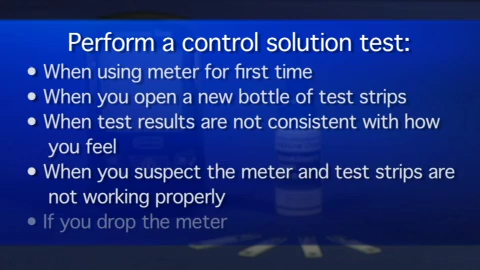 Perform a control solution test:
• When using meter for first time
• When you open a new bottle of test strips
• When test results are not consistent with how
you feel
• When you suspect the meter and test strips are
not working properly
• If you drop the meter